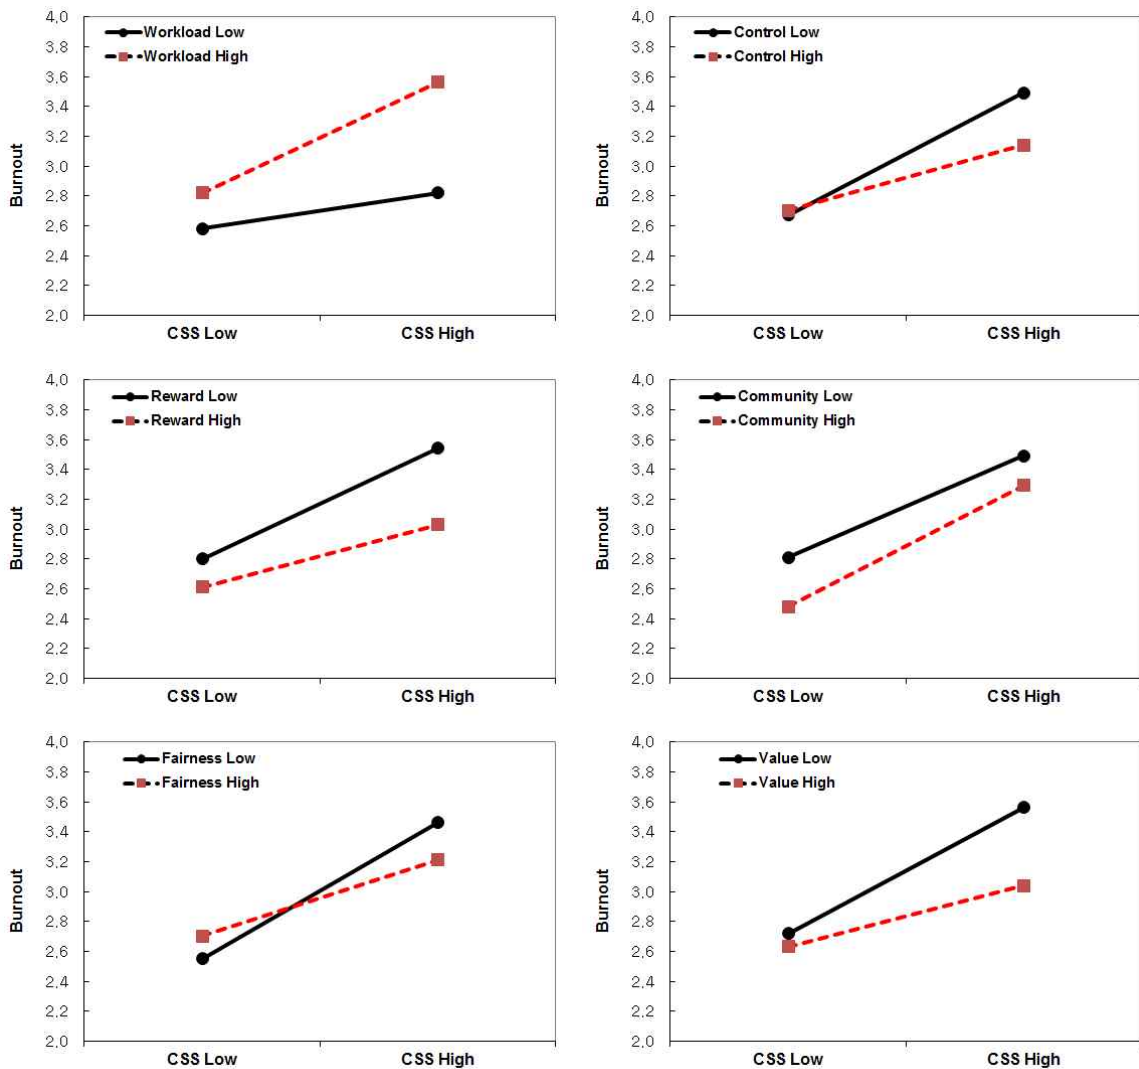 4,0
3,8
3,6
3,4
3,2
3,0
2,8
2,6
2,4
2,2
2,0
Burnout
Workload Low
Workload High
CSS Low
CSS High
4,0
3,8
3,6
3,4
3,2
3,0
2,8
2,6
2,4
2,2
2,0
Burnout
Control Low
Control High
CSS Low
CSS High
4,0
3,8
3,6
3,4
3,2
3,0
2,8
2,6
2,4
2,2
2,0
Burnout
Reward Low
Reward High
CSS Low
CSS High
4,0
3,8
3,6
3,4
3,2
3,0
2,8
2,6
2,4
2,2
2,0
Burnout
Community Low
Community High
CSS Low
CSS High
4,0
3,8
3,6
3,4
3,2
3,0
2,8
2,6
2,4
2,2
2,0
Burnout
Fairness Low
Fairness High
CSS Low
CSS High
4,0
3,8
3,6
3,4
3,2
3,0
2,8
2,6
2,4
2,2
2,0
Burnout
Value Low
Value High
CSS Low
CSS High